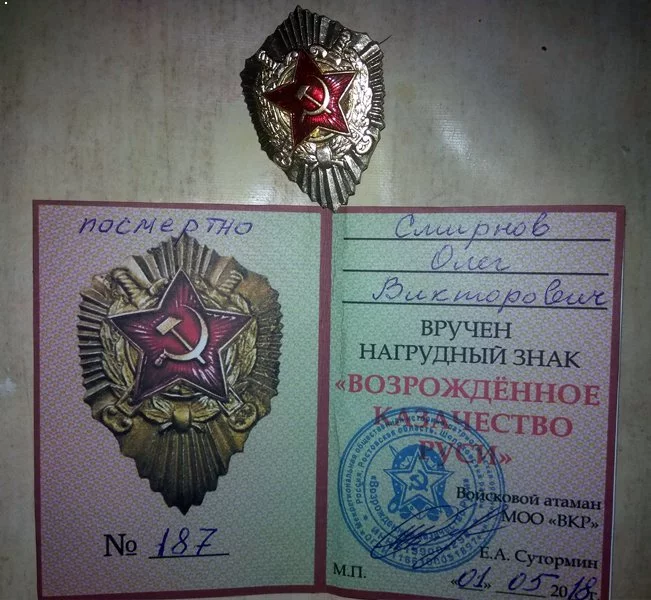 посмертно
№ 187
Смирнов
Олег
Викторович
ВРУЧЕН
НАГРУДНЫЙ ЗНАК
«ВОЗРОЖДЁННОЕ
КАЗАЧЕСТВО
РУСИ»
Войсковой атаман
МОО «ВКР»
Е.А. Сутормин
М.П.
«01» 05 2018г.